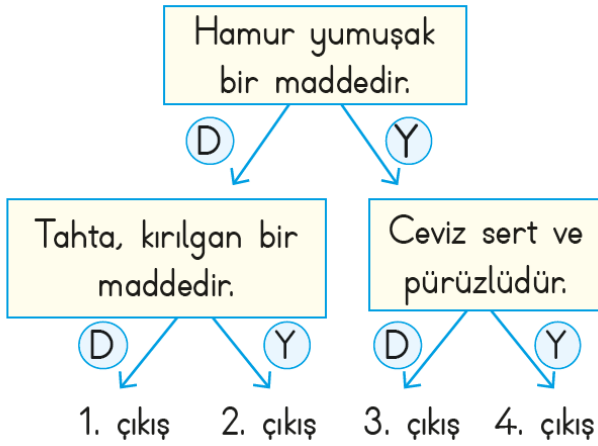 Hamur yumuşak
bir maddedir.
D
Y
Tahta, kırılgan bir
maddedir.
Ceviz sert ve
pürüzlüdür.
D
Y
D
Y
1. çıkış
2. çıkış
3. çıkış
4. çıkış